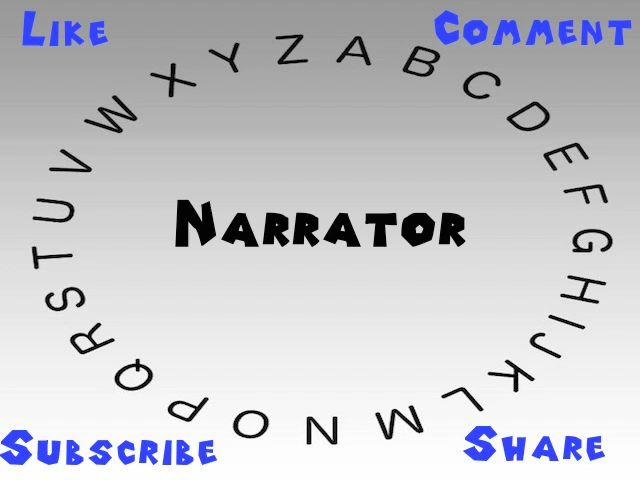 Like
Comment
A B C D E F G H I J K L M N O P Q R S T U V W X Y Z
Narrator
Subscribe
Share